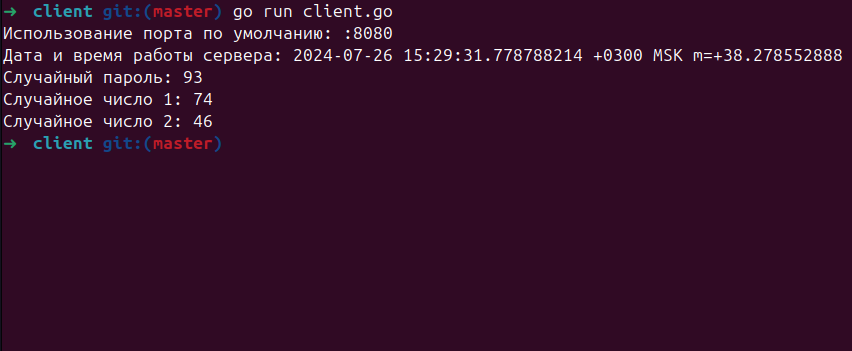 ➜  client git:(master) go run client.go
Использование порта по умолчанию: :8080
Дата и время работы сервера: 2024-07-26 15:29:31.778788214 +0300 MSK m=+38.278552888
Случайный пароль: 93
Случайное число 1: 74
Случайное число 2: 46
➜  client git:(master)